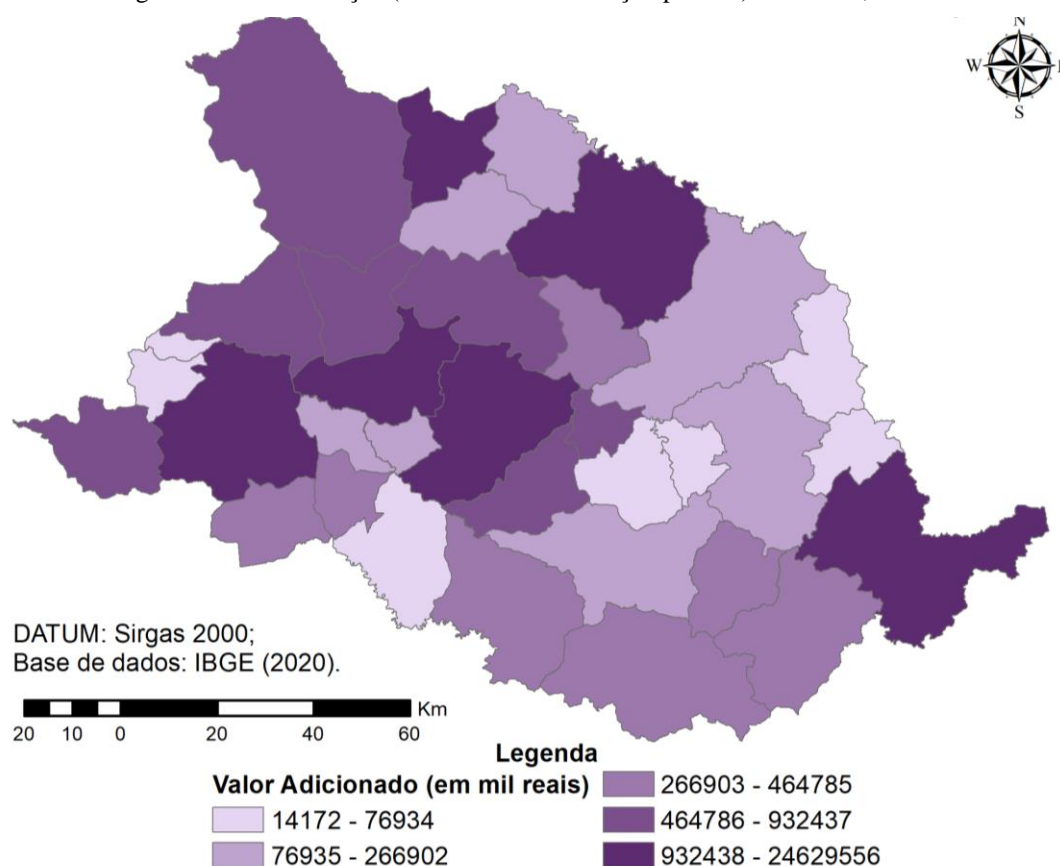 N
W
S
DATUM: Sirgas 2000;
Base de dados: IBGE (2020).
Km
20 10 0 20 40 60
Legenda
Valor Adicionado (em mil reais)
14172 - 76934
76935 - 266902
266903 - 464785
464786 - 932437
932438 - 24629556